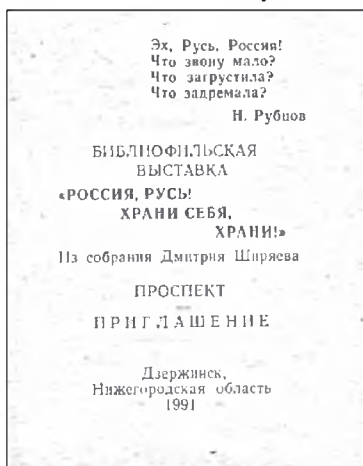 Эх, Русь, Россия!
Что звону мало?
Что загрустила?
Что задремала?
Н. Рубцов
БИБЛИОФИЛЬСКАЯ
ВЫСТАВКА
«РОССИЯ, РУСЬ!
ХРАНИ СЕБЯ,
ХРАНИ!»
Из собрания Дмитрия Ширяева
ПРОСПЕКТ
ПРИГЛАШЕНИЕ
Дзержинск,
Нижегородская область
1991